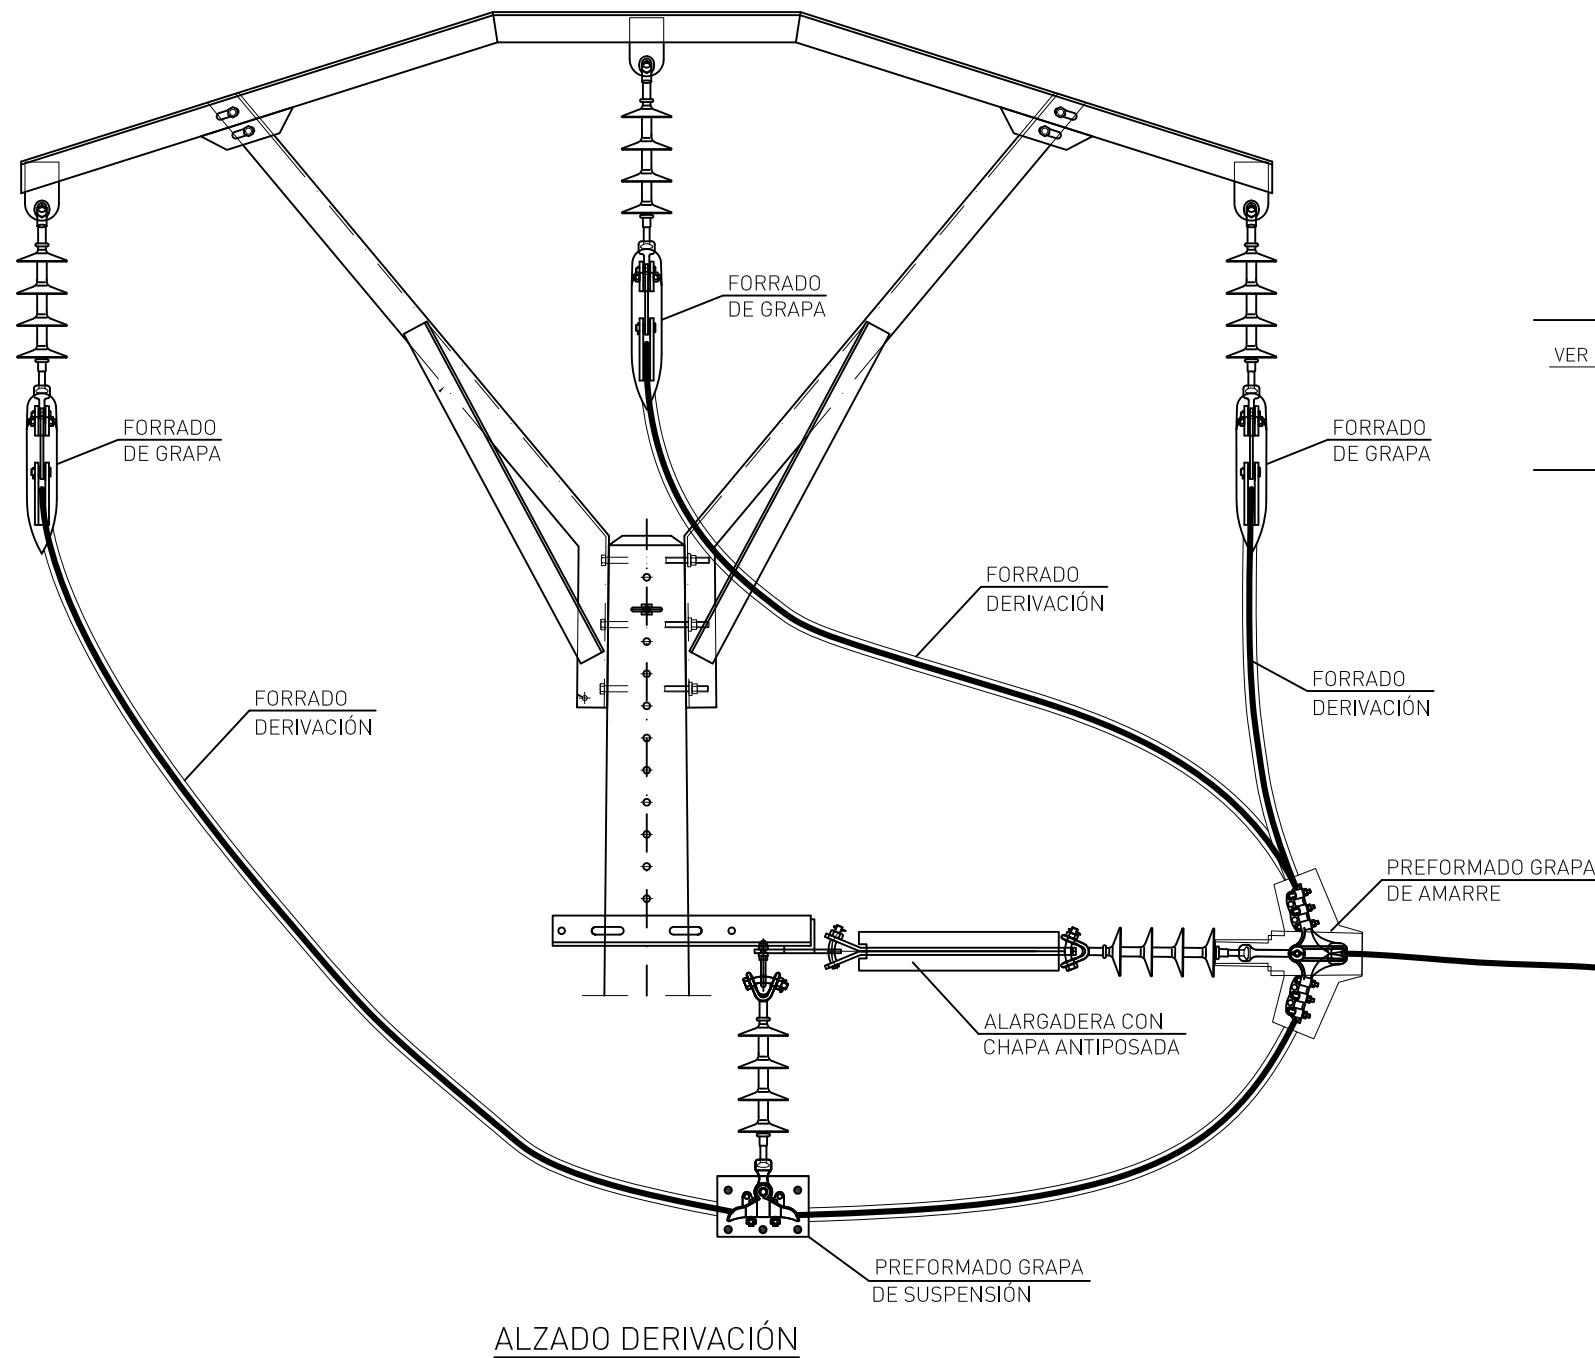 FORRADO
DE GRAPA
VER
FORRADO
DE GRAPA
FORRADO
DE GRAPA
FORRADO
DERIVACIÓN
FORRADO
DERIVACIÓN
FORRADO
DERIVACIÓN
PREFORMADO GRAPA
DE AMARRE
ALARGADERA CON
CHAPA ANTIPOSADA
PREFORMADO GRAPA
DE SUSPENSIÓN
ALZADO DERIVACIÓN